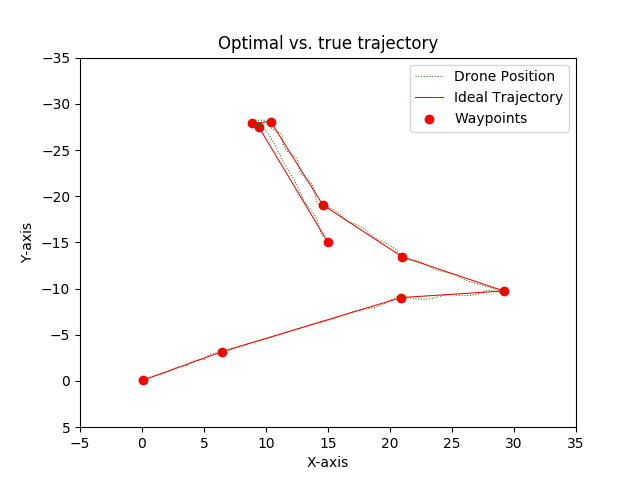 Optimal vs. true trajectory
Drone Position
Ideal Trajectory
Waypoints
Y-axis
−35
−30
−25
−20
−15
−10
−5
0
5
−5 0 5 10 15 20 25 30 35
X-axis